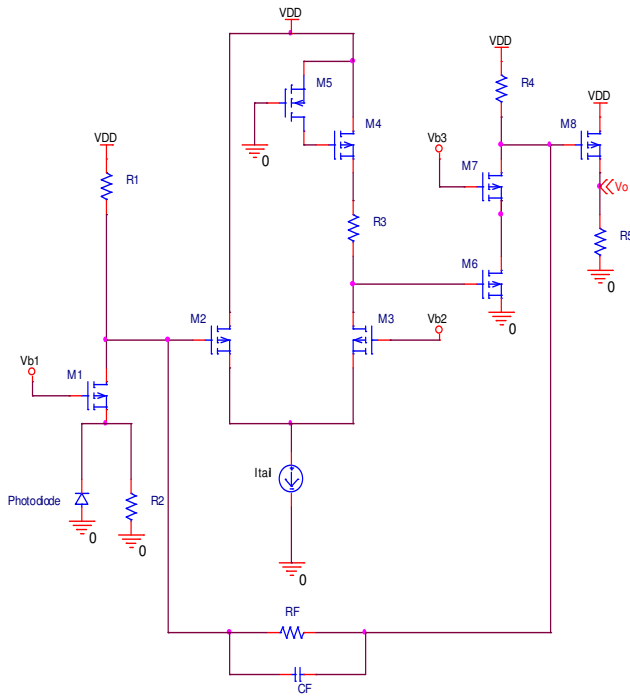 VDD
VDD
M5
R4
VDD
M4
Vb3
M8
0
VDD
M7
Vo
R1
R3
R5
M6
0
M2
M3
Vb2
0
Vb1
M1
Itail
Photodiode
R2
0
0
0
RF
CF